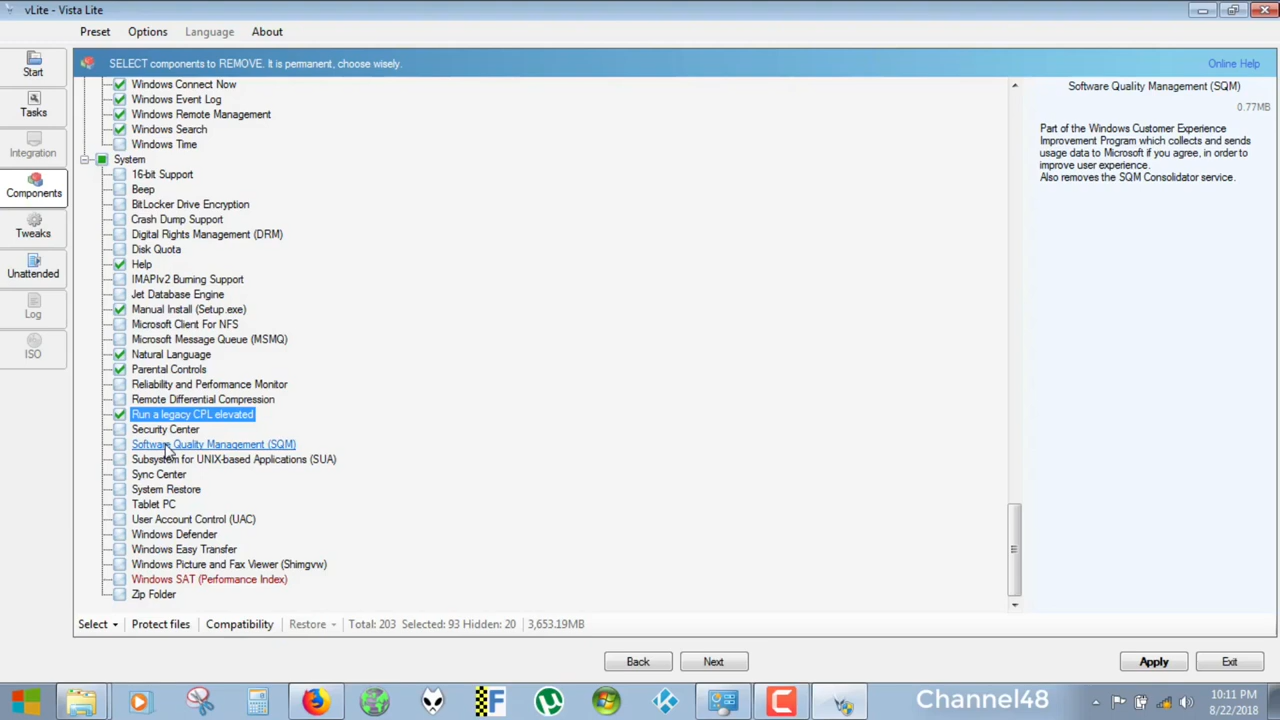 vLite - Vista Lite
Preset Options Language About
Start
Tasks
Integration
Components
Tweaks
Unattended
Log
ISO
SELECT components to REMOVE. It is permanent, choose wisely.
Online Help
Windows Connect Now
Windows Event Log
Windows Remote Management
Windows Search
Windows Time
System
16-bit Support
Beep
BitLocker Drive Encryption
Crash Dump Support
Digital Rights Management (DRM)
Disk Quota
Help
IMAPIv2 Burning Support
Jet Database Engine
Manual Install (Setup.exe)
Microsoft Client For NFS
Microsoft Message Queue (MSMQ)
Natural Language
Parental Controls
Reliability and Performance Monitor
Remote Differential Compression
Run a legacy CPL elevated
Security Center
Software Quality Management (SQM)
Subsystem for UNIX-based Applications (SUA)
Sync Center
System Restore
Tablet PC
User Account Control (UAC)
Windows Defender
Windows Easy Transfer
Windows Picture and Fax Viewer (Shimgvw)
Windows SAT (Performance Index)
Zip Folder
Software Quality Management (SQM)
0.77MB
Part of the Windows Customer Experience
Improvement Program which collects and sends
usage data to Microsoft if you agree, in order to
improve user experience.
Also removes the SQM Consolidator service.
Select Protect files Compatibility Restore Total: 203 Selected: 93 Hidden: 20 3,653.19MB
Back Next Apply Exit
Channel48
10:11 PM
8/22/2018